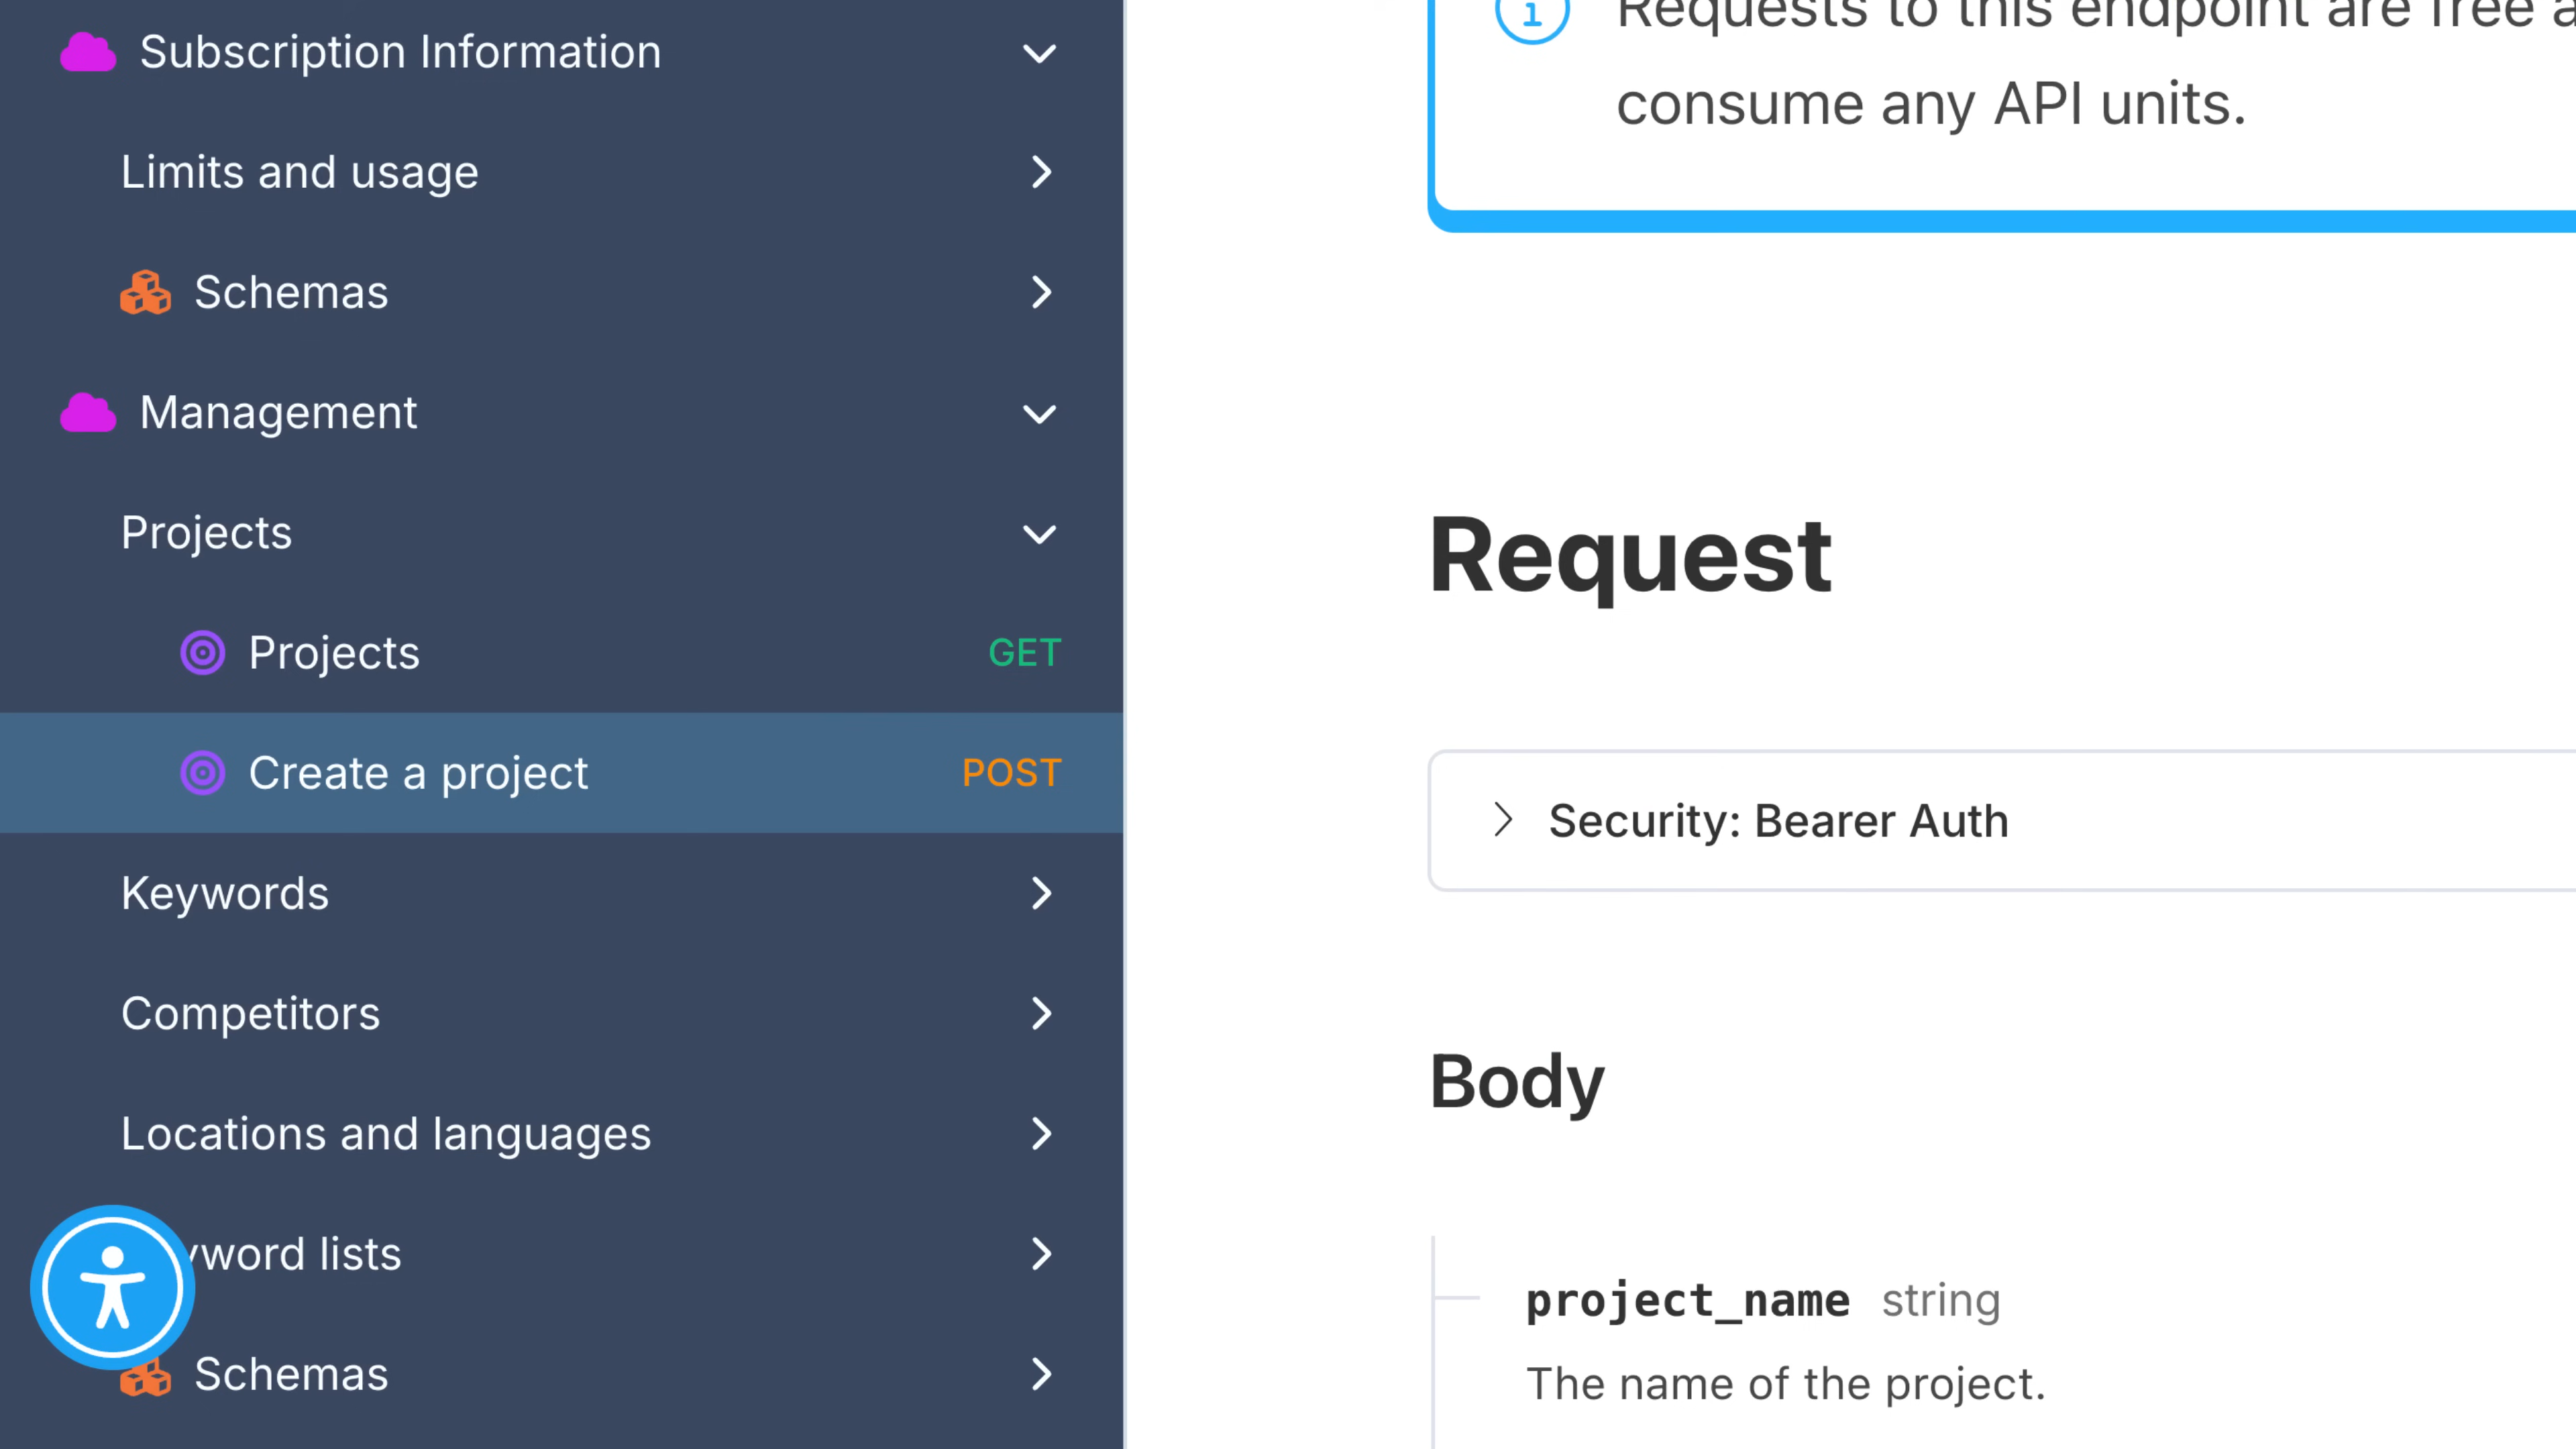 Subscription Information
Limits and usage
Schemas
Management
Projects
Projects GET
Create a project POST
Keywords
Competitors
Locations and languages
word lists
Schemas
Requests to this endpoint are free
consume any API units.
Request
Security: Bearer Auth
Body
project_name string
The name of the project.